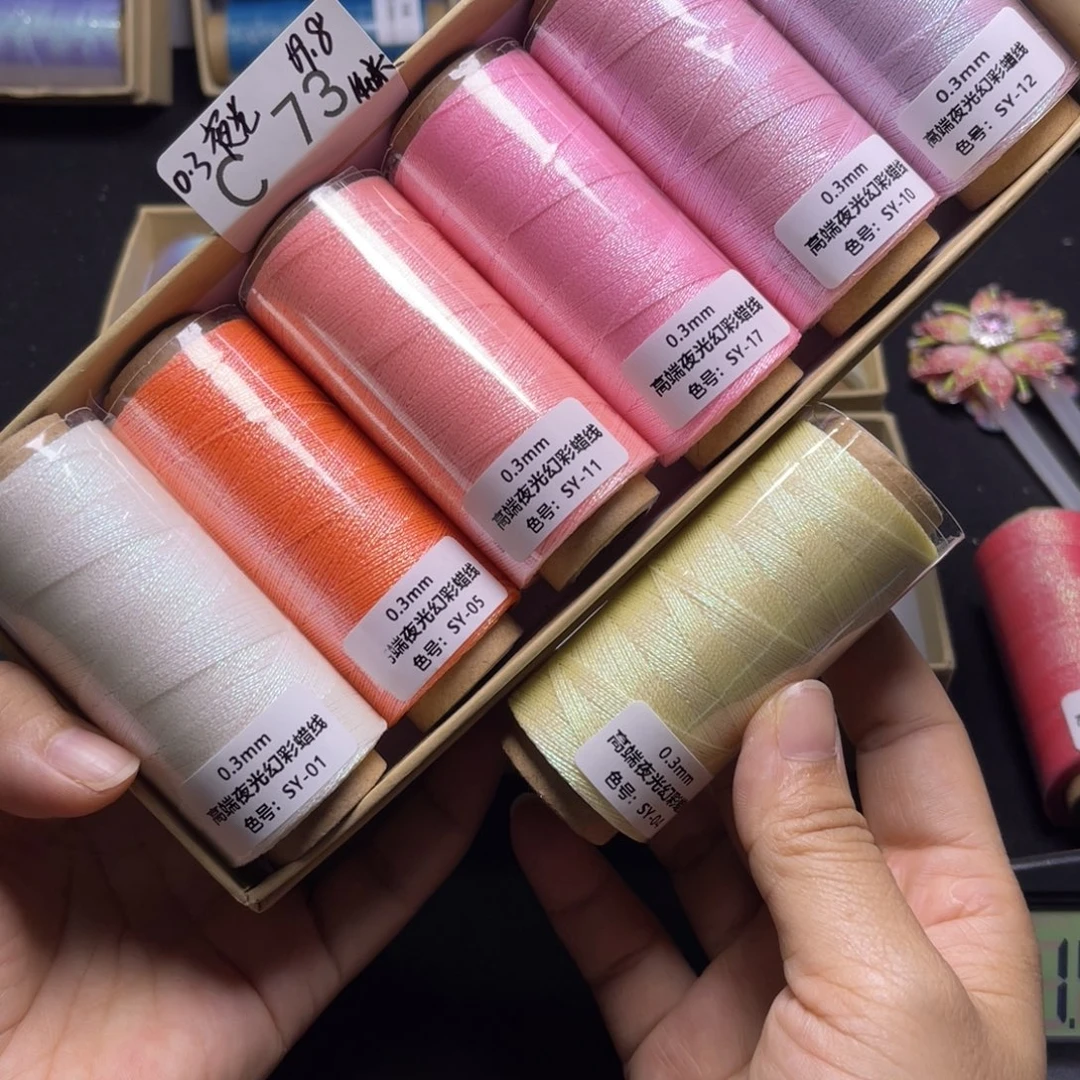 19.8
0.3 夜光
C 73
0.3mm
高端夜光幻彩蜡线
色号：SY-12
0.3mm
高端夜光幻彩蜡线
色号：SY-10
0.3mm
高端夜光幻彩蜡线
色号：SY-17
0.3mm
高端夜光幻彩蜡线
色号：SY-11
0.3mm
端夜光幻彩蜡线
色号：SY-05
0.3mm
高端夜光幻彩蜡线
色号：SY-01
0.3mm
高端夜光幻彩
色号：SY-04